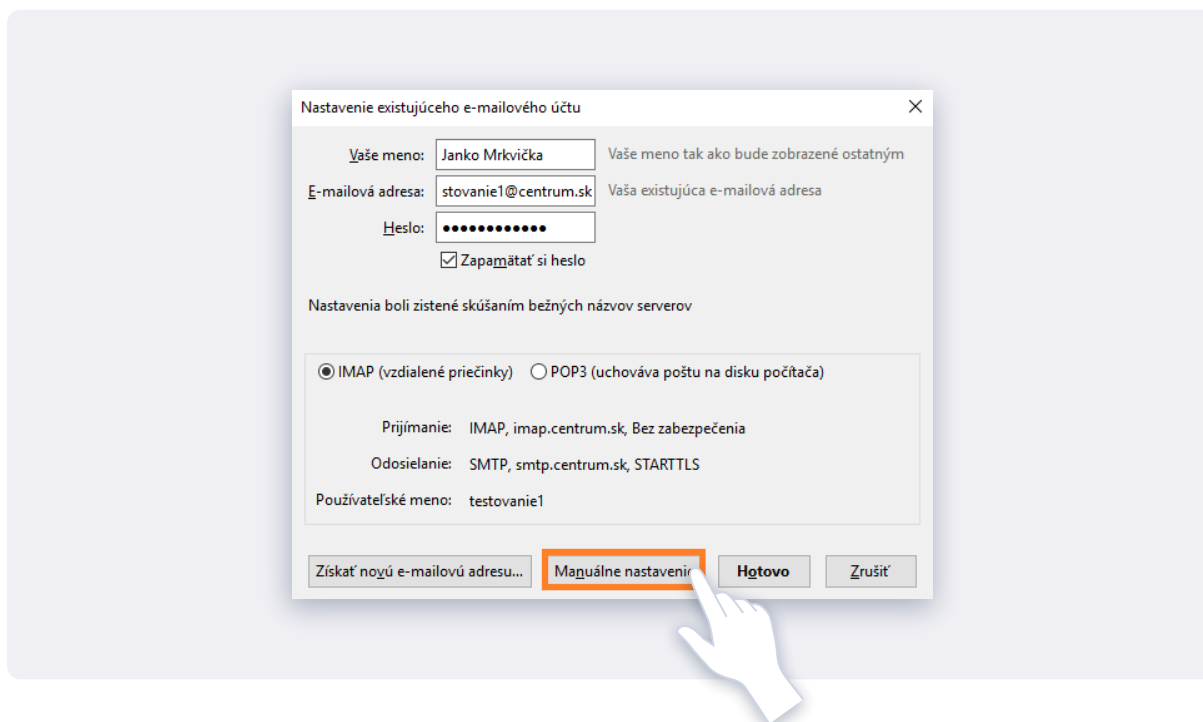 Nastavenie existujúceho e-mailového účtu
Vaše meno: Janko Mrkvička Vaše meno tak ako bude zobrazené ostatným
E-mailová adresa: stovanie1@centrum.sk Vaša existujúca e-mailová adresa
Heslo: ●●●●●●●●●●●●
Zapamätať si heslo
Nastavenia boli zistené skúšaním bežných názvov serverov
IMAP (vzdialené priečinky) POP3 (uchováva poštu na disku počítača)
Prijímanie: IMAP, imap.centrum.sk, Bez zabezpečenia
Odosielanie: SMTP, smtp.centrum.sk, STARTTLS
Používateľské meno: testovanie1
Získať novú e-mailovú adresu... Manuálne nastavenie Hotovo Zrušiť